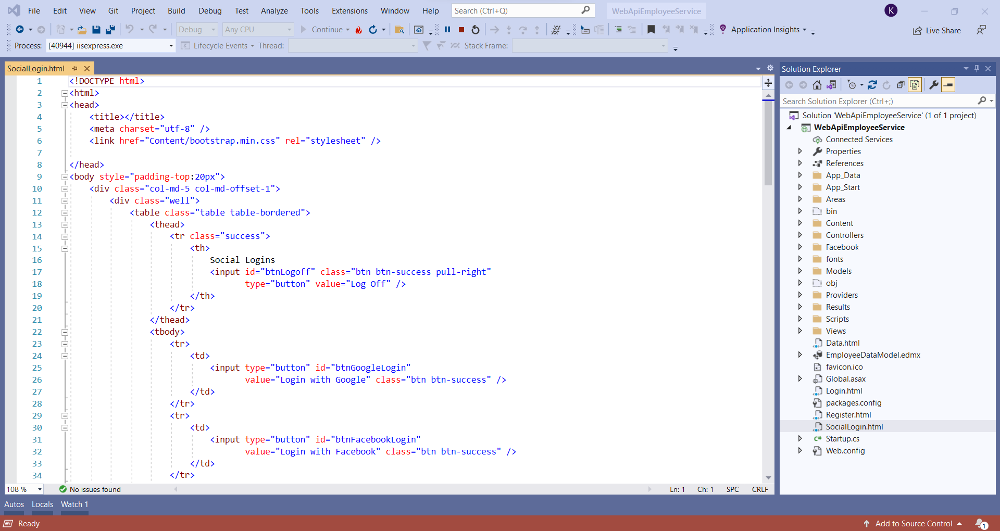 File Edit View Git Project Build Debug Test Analyze Tools Extensions Window Help Search (Ctrl+Q) WebApiEmployeeService K
Debug Any CPU Continue Application Insights Live Share
Process: [40944] iisexpress.exe Lifecycle Events Thread: Stack Frame:
SocialLogin.html
1 <!DOCTYPE html>
2 <html>
3 <head>
4 <title></title>
5 <meta charset="utf-8" />
6 <link href="Content/bootstrap.min.css" rel="stylesheet" />
7
8 </head>
9 <body style="padding-top:20px">
10 <div class="col-md-5 col-md-offset-1">
11 <div class="well">
12 <table class="table table-bordered">
13 <thead>
14 <tr class="success">
15 <th>
16 Social Logins
17 <input id="btnLogoff" class="btn btn-success pull-right"
18 type="button" value="Log Off" />
19 </th>
20 </tr>
21 </thead>
22 <tbody>
23 <tr>
24 <td>
25 <input type="button" id="btnGoogleLogin"
26 value="Login with Google" class="btn btn-success" />
27 </td>
28 </tr>
29 <tr>
30 <td>
31 <input type="button" id="btnFacebookLogin"
32 value="Login with Facebook" class="btn btn-success" />
33 </td>
34 </tr>
108 % No issues found Ln: 1 Ch: 1 SPC CRLF
Solution Explorer
Search Solution Explorer (Ctrl+;)
Solution 'WebApiEmployeeService' (1 of 1 project)
WebApiEmployeeService
Connected Services
Properties
References
App_Data
App_Start
Areas
bin
Content
Controllers
Facebook
fonts
Models
obj
Providers
Results
Scripts
Views
Data.html
EmployeeDataModel.edmx
favicon.ico
Global.asax
Login.html
packages.config
Register.html
SocialLogin.html
C# Startup.cs
Web.config
Autos Locals Watch 1
Ready Add to Source Control 1